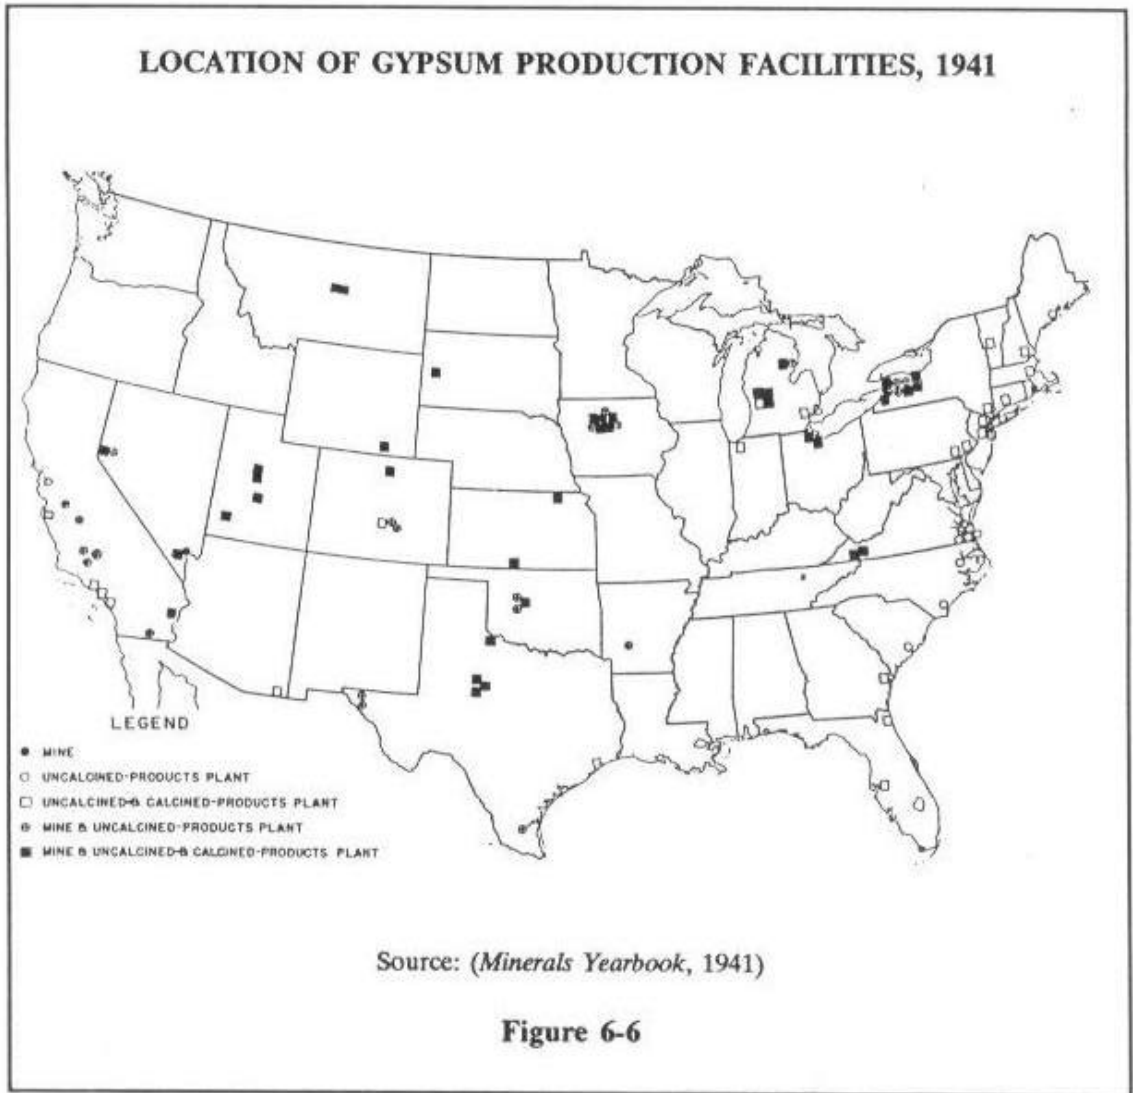 LOCATION OF GYPSUM PRODUCTION FACILITIES, 1941
LEGEND
MINE
UNCALCINED-PRODUCTS PLANT
UNCALCINED-& CALCINED-PRODUCTS PLANT
MINE & UNCALCINED-PRODUCTS PLANT
MINE & UNCALCINED-& CALCINED-PRODUCTS PLANT
Source: (Minerals Yearbook, 1941)
Figure 6-6